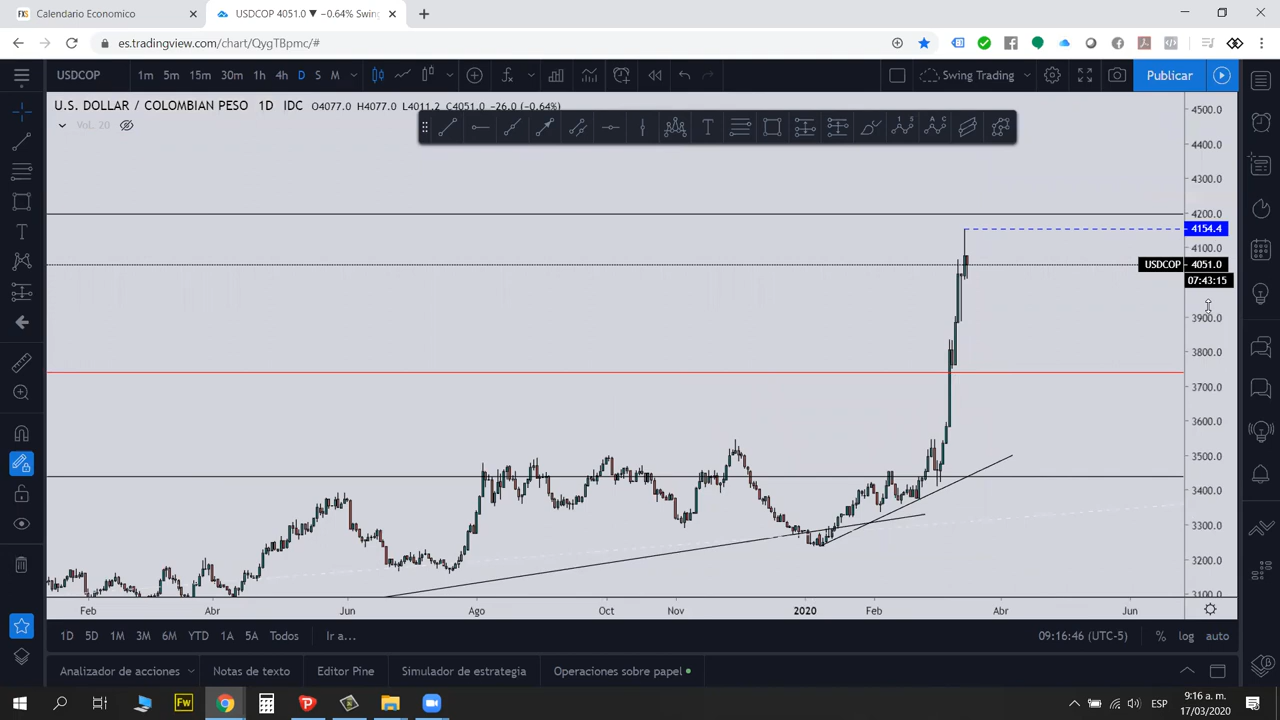 Calendario Economico
USDCOP 4051.0 ▼ −0.64% Swing
es.tradingview.com/chart/QygTBpmc/#
USDCOP 1m 5m 15m 30m 1h 4h D S M Swing Trading Publicar
U.S. DOLLAR / COLOMBIAN PESO 1D IDC O4077.0 H4077.0 L4011.2 C4051.0 −26.0 (−0.64%)
Vol. 20
4500.0
4400.0
4300.0
4200.0
4154.4
4100.0
USDCOP 4051.0
07:43:15
3900.0
3800.0
3700.0
3600.0
3500.0
3400.0
3300.0
3200.0
3100.0
Feb Abr Jun Ago Oct Nov 2020 Feb Abr Jun
1D 5D 1M 3M 6M YTD 1A 5A Todos Ir a... 09:16:46 (UTC-5) % log auto
Analizador de acciones Notas de texto Editor Pine Simulador de estrategia Operaciones sobre papel
Fw ESP 9:16 a. m.
17/03/2020